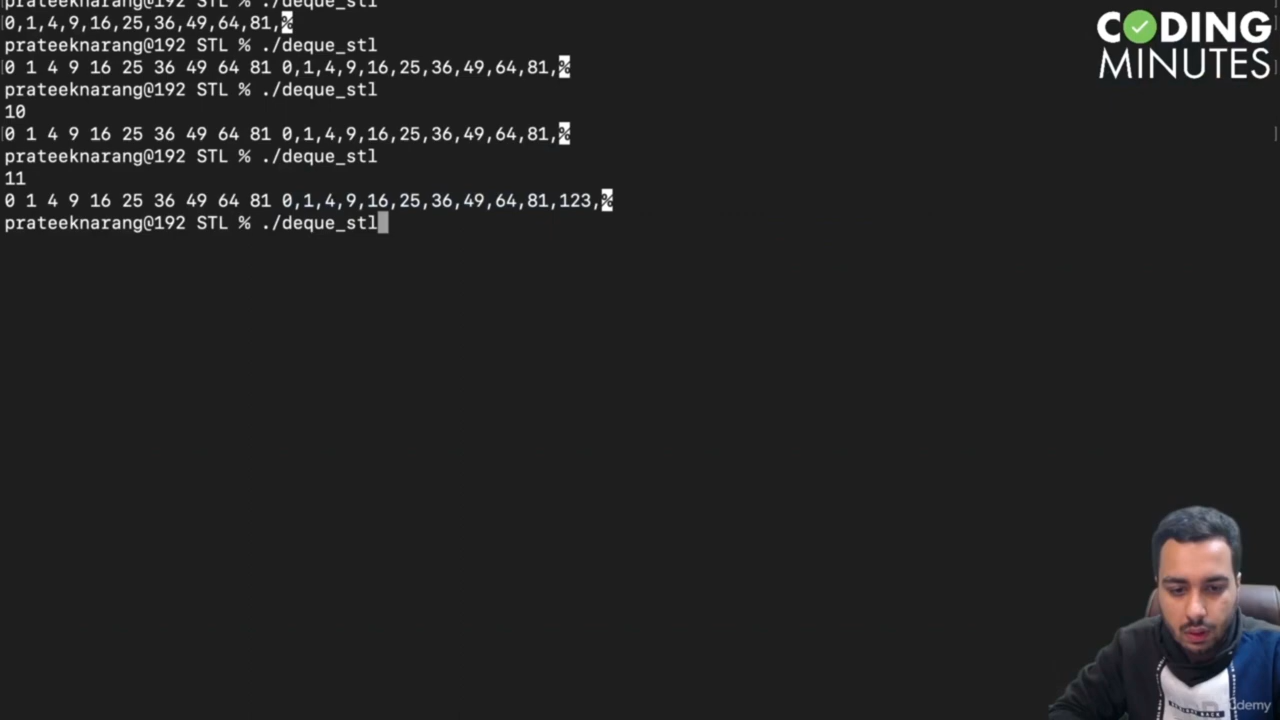 prateeknarang@192 STL % ./deque_stl
0,1,4,9,16,25,36,49,64,81,%
prateeknarang@192 STL % ./deque_stl
0 1 4 9 16 25 36 49 64 81 0,1,4,9,16,25,36,49,64,81,%
prateeknarang@192 STL % ./deque_stl
10
0 1 4 9 16 25 36 49 64 81 0,1,4,9,16,25,36,49,64,81,%
prateeknarang@192 STL % ./deque_stl
11
0 1 4 9 16 25 36 49 64 81 0,1,4,9,16,25,36,49,64,81,123,%
prateeknarang@192 STL % ./deque_stl
CODING
MINUTES